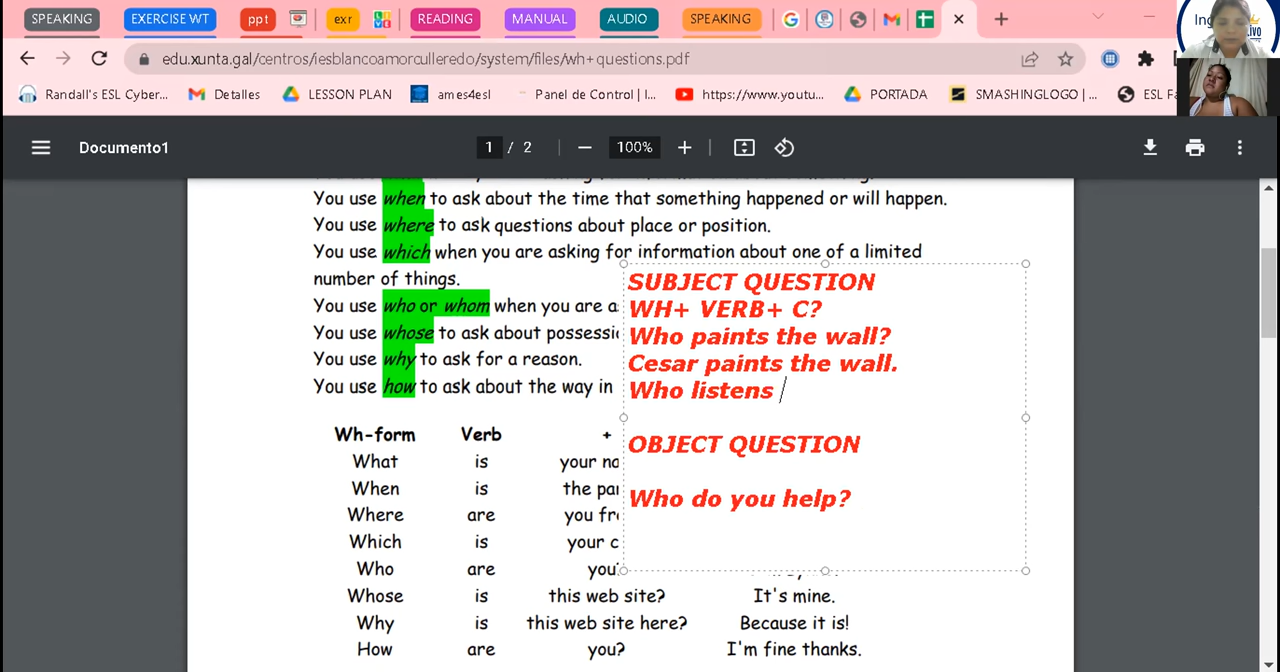 SPEAKING EXERCISE WT ppt exr READING MANUAL AUDIO SPEAKING
edu.xunta.gal/centros/iesblancoamorculleredo/system/files/wh+questions.pdf
Randall's ESL Cyber... Detalles LESSON PLAN ames4esl Panel de Control | I... https://www.youtu... PORTADA SMASHINGLOGO | ... ESL Fa
Documento1 1 / 2 100%
You use when to ask about the time that something happened or will happen.
You use where to ask questions about place or position.
You use which when you are asking for information about one of a limited
number of things.
You use who or whom when you are a
You use whose to ask about possessi
You use why to ask for a reason.
You use how to ask about the way in
SUBJECT QUESTION
WH+ VERB+ C?
Who paints the wall?
Cesar paints the wall.
Who listens
OBJECT QUESTION
Who do you help?
Wh-form Verb +
What is your na
When is the pa
Where are you fr
Which is your c
Who are you?
Whose is this web site? It's mine.
Why is this web site here? Because it is!
How are you? I'm fine thanks.